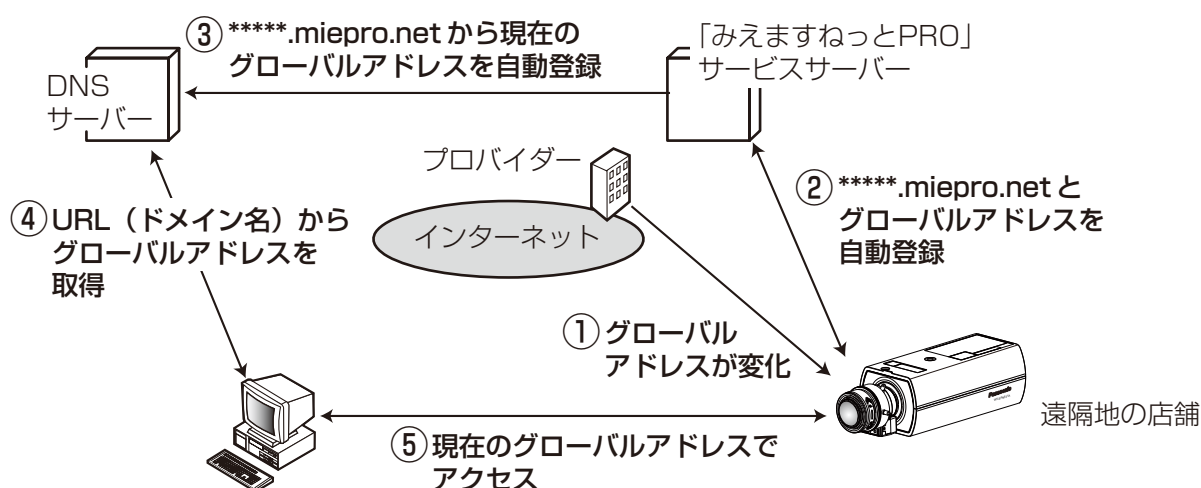 ③*****.miepro.net から現在の
グローバルアドレスを自動登録
「みえますねっとPRO」
サービスサーバー
DNS
サーバー
プロバイダー
インターネット
②*****.miepro.net と
グローバルアドレスを
自動登録
④URL(ドメイン名)から
グローバルアドレスを
取得
①グローバル
アドレスが変化
Panasonic
遠隔地の店舗
⑤現在のグローバルアドレスで
アクセス